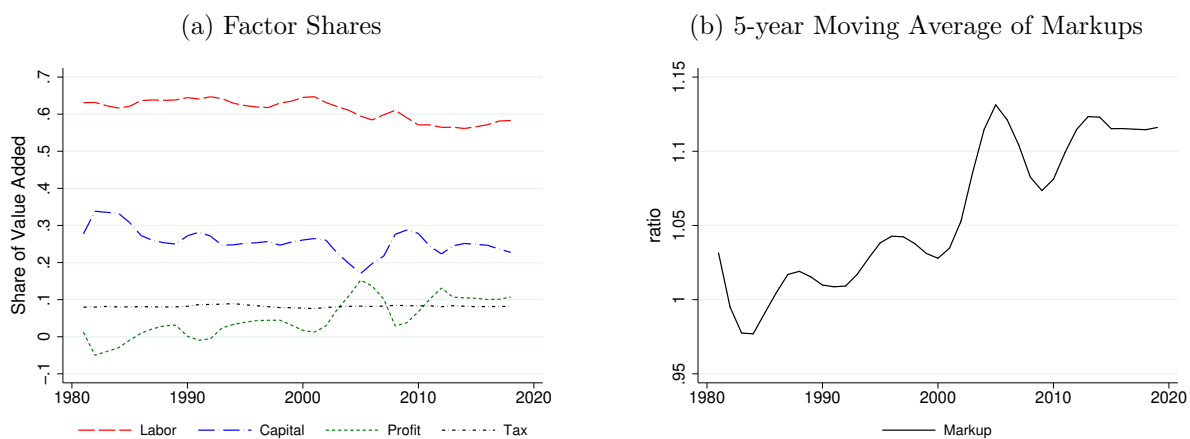 (a) Factor Shares
Share of Value Added
.7
.6
.5
.4
.3
.2
.1
0
-.1
1980 1990 2000 2010 2020
Labor Capital Profit Tax
(b) 5-year Moving Average of Markups
ratio
1.15
1.1
1.05
1
.95
1980 1990 2000 2010 2020
Markup